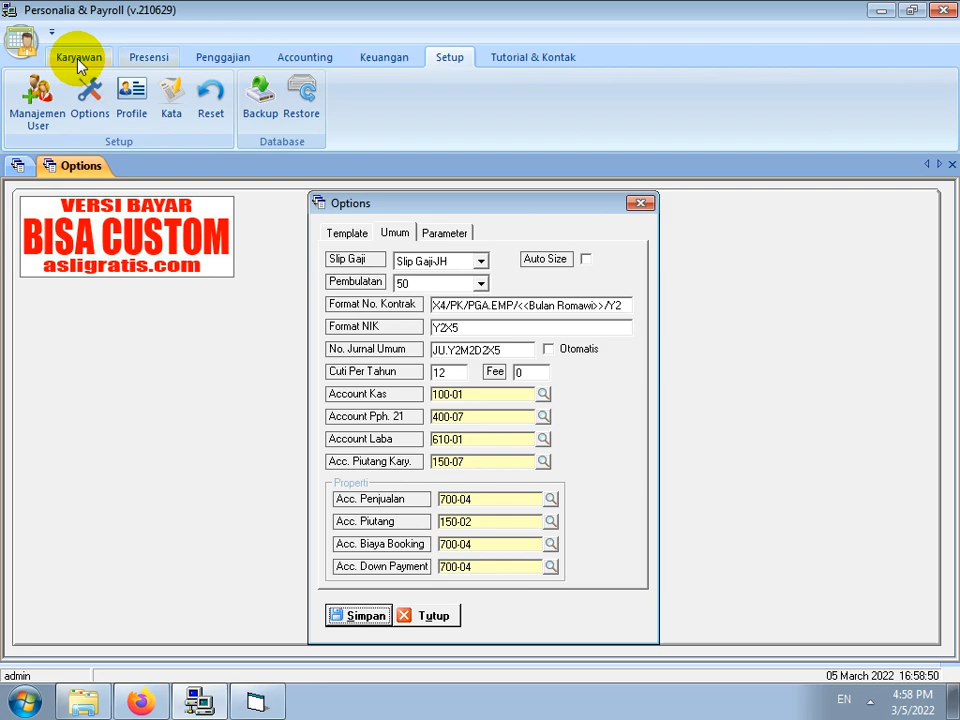 Personalia & Payroll (v.210629)
Karyawan Presensi Penggajian Accounting Keuangan Setup Tutorial & Kontak
Manajemen User Options Profile Kata Reset Backup Restore
Setup Database
Options
VERSI BAYAR
BISA CUSTOM
asligratis.com
Options
Template Umum Parameter
Slip Gaji Slip Gaji-JH Auto Size
Pembulatan 50
Format No. Kontrak X4/PK/PGA.EMP/<<Bulan Romawi>>/Y2
Format NIK Y2X5
No. Jurnal Umum JU.Y2M2D2X5 Otomatis
Cuti Per Tahun 12 Fee 0
Account Kas 100-01
Account Pph. 21 400-07
Account Laba 610-01
Acc. Piutang Kary. 150-07
Properti
Acc. Penjualan 700-04
Acc. Piutang 150-02
Acc. Biaya Booking 700-04
Acc. Down Payment 700-04
Simpan Tutup
admin 05 March 2022 16:58:50
EN 4:58 PM
3/5/2022